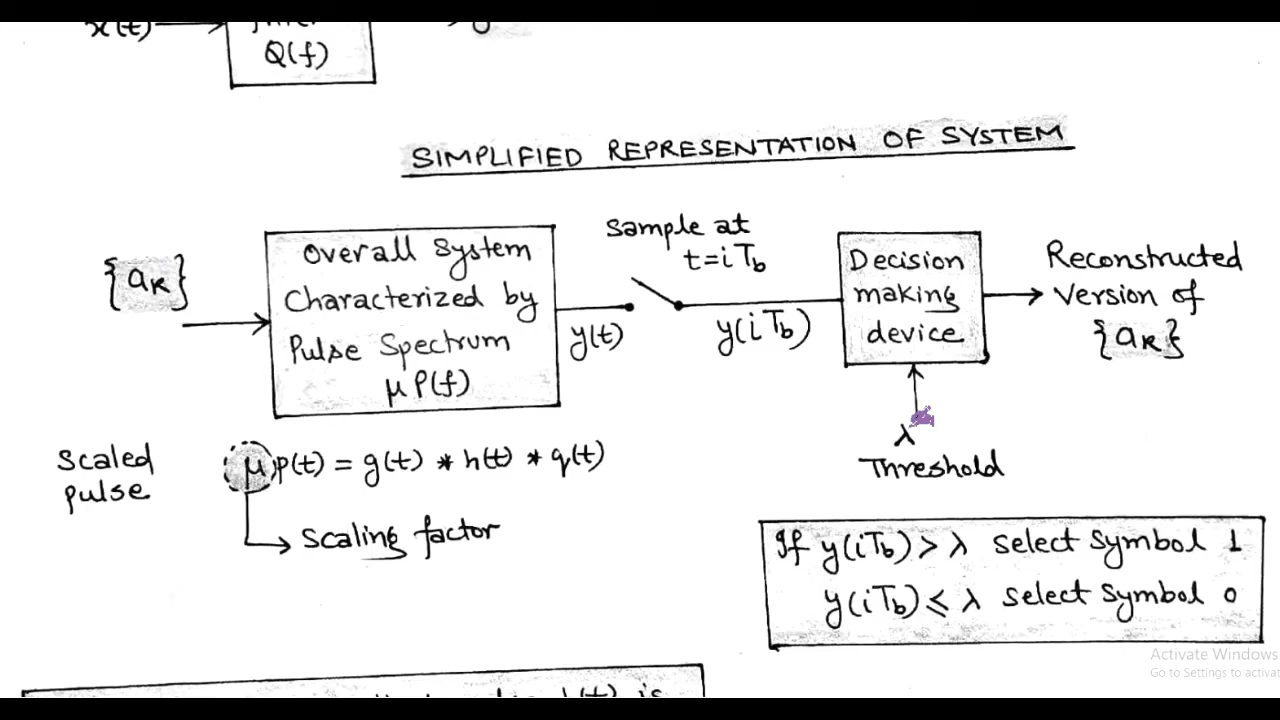 x(t)
Q(f)
SIMPLIFIED REPRESENTATION OF SYSTEM
{aK}
Overall System
Characterized by
Pulse Spectrum
μ P(f)
y(t)
Sample at
t=iTb
y(iTb)
Decision
making
device
Reconstructed
Version of
{aK}
λ
Threshold
Scaled
pulse
μ p(t) = g(t) * h(t) * q(t)
Scaling factor
If y(iTb) > λ select Symbol 1
y(iTb) ≤ λ select Symbol 0
Activate Windows
Go to Settings to activat